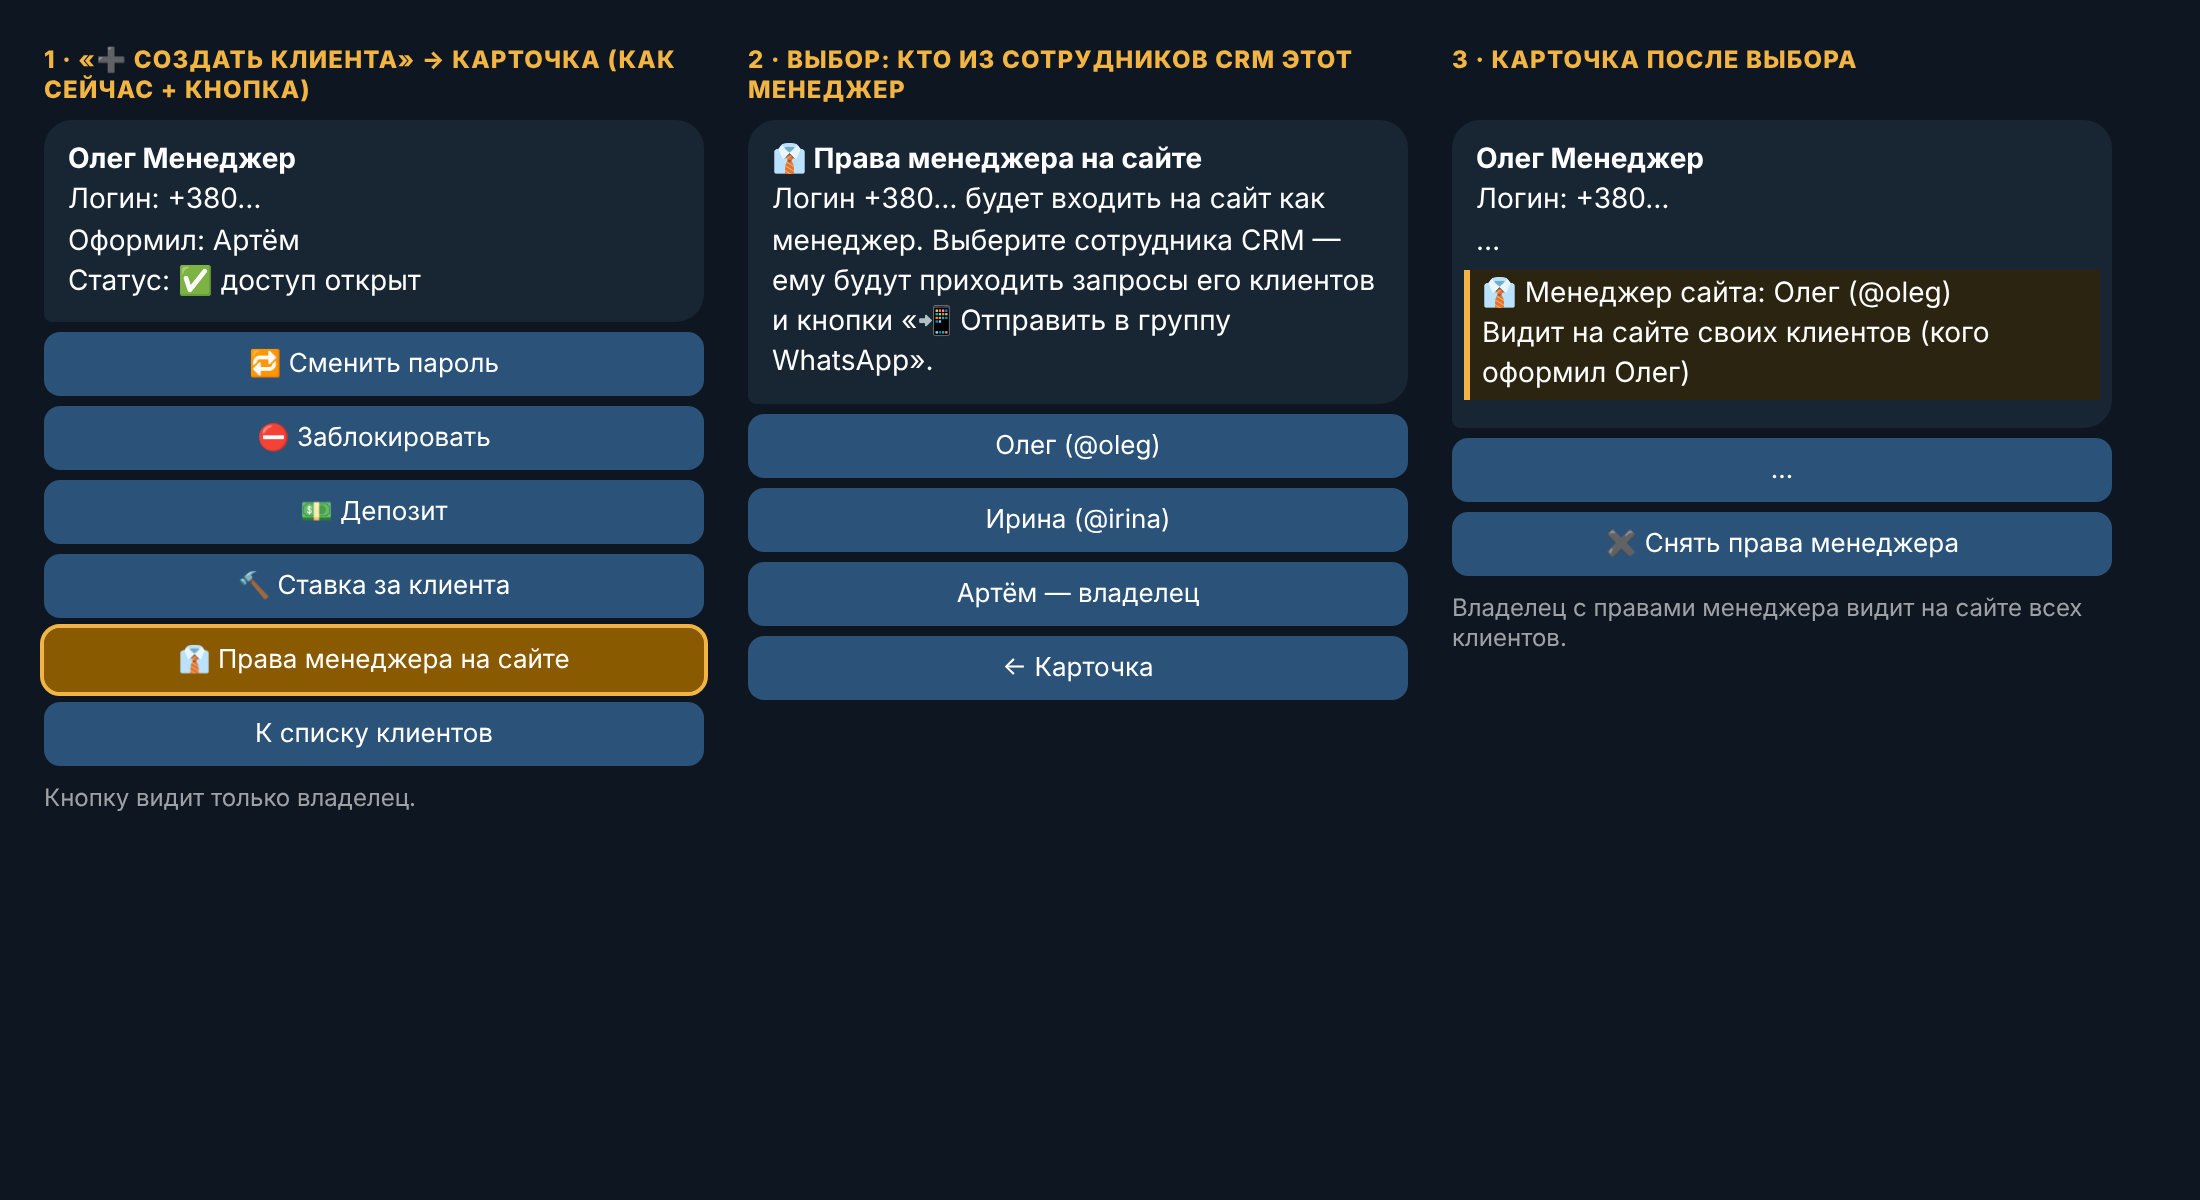 1 · «➕ СОЗДАТЬ КЛИЕНТА» → КАРТОЧКА (КАК
СЕЙЧАС + КНОПКА)
Олег Менеджер
Логин: +380…
Оформил: Артём
Статус: ✅ доступ открыт
🔁 Сменить пароль
⛔ Заблокировать
💵 Депозит
🔨 Ставка за клиента
👔 Права менеджера на сайте
К списку клиентов
Кнопку видит только владелец.
2 · ВЫБОР: КТО ИЗ СОТРУДНИКОВ CRM ЭТОТ
МЕНЕДЖЕР
👔 Права менеджера на сайте
Логин +380… будет входить на сайт как
менеджер. Выберите сотрудника CRM —
ему будут приходить запросы его клиентов
и кнопки «📲 Отправить в группу
WhatsApp».
Олег (@oleg)
Ирина (@irina)
Артём — владелец
← Карточка
3 · КАРТОЧКА ПОСЛЕ ВЫБОРА
Олег Менеджер
Логин: +380…
…
👔 Менеджер сайта: Олег (@oleg)
Видит на сайте своих клиентов (кого
оформил Олег)
…
✖ Снять права менеджера
Владелец с правами менеджера видит на сайте всех
клиентов.